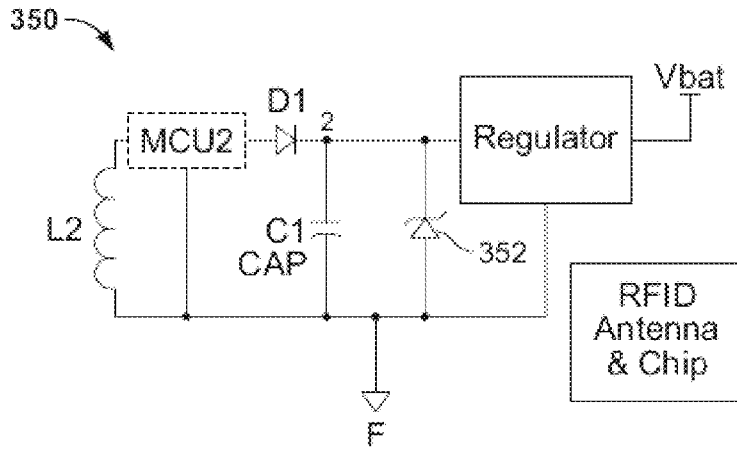 350
D1
2
MCU2
Regulator
Vbat
L2
C1
CAP
352
RFID
Antenna
& Chip
F